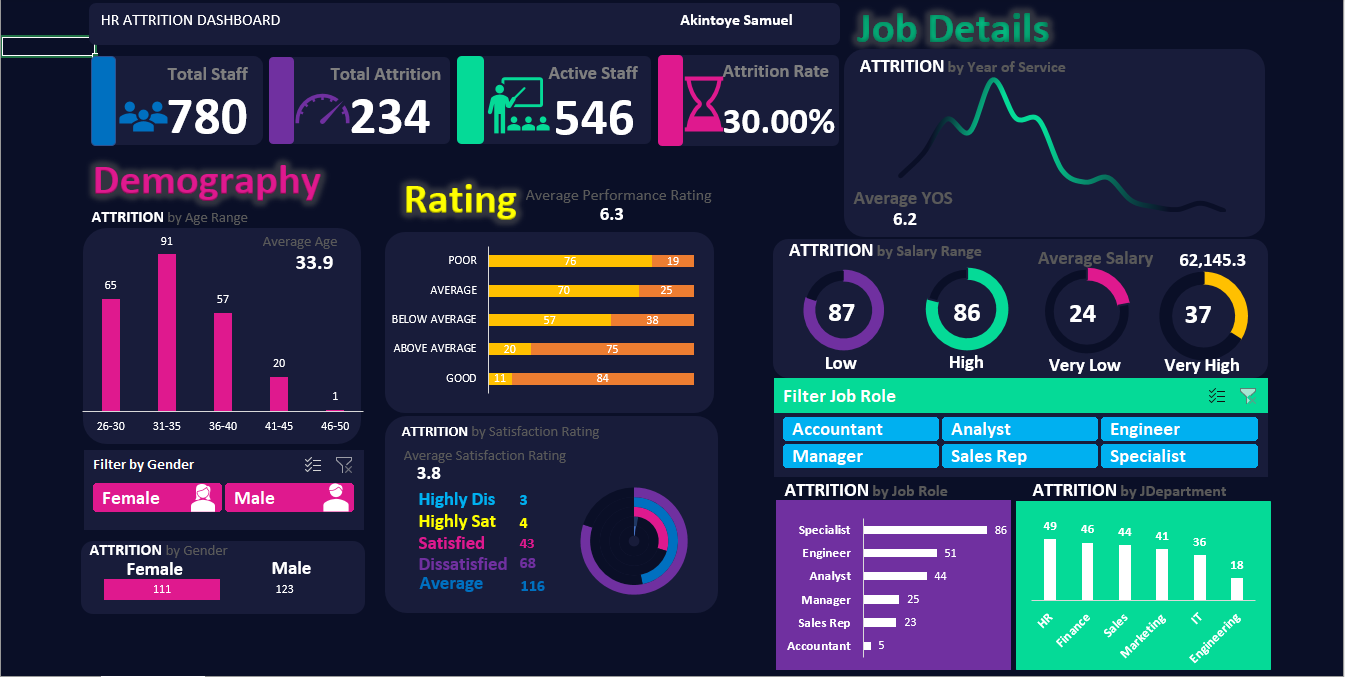 HR ATTRITION DASHBOARD
Akintoye Samuel
Total Staff
780
Total Attrition
234
Active Staff
546
Attrition Rate
30.00%
Job Details
ATTRITION by Year of Service
Average YOS
6.2
Demography
ATTRITION by Age Range
Average Age
33.9
65
91
57
20
1
26-30
31-35
36-40
41-45
46-50
Filter by Gender
Female
Male
ATTRITION by Gender
Female
Male
111
123
Rating
Average Performance Rating
6.3
POOR 76 19
AVERAGE 70 25
BELOW AVERAGE 57 38
ABOVE AVERAGE 20 75
GOOD 11 84
ATTRITION by Satisfaction Rating
Average Satisfaction Rating
3.8
Highly Dis 3
Highly Sat 4
Satisfied 43
Dissatisfied 68
Average 116
ATTRITION by Salary Range
Average Salary
62,145.3
87
86
24
37
Low
High
Very Low
Very High
Filter Job Role
Accountant
Analyst
Engineer
Manager
Sales Rep
Specialist
ATTRITION by Job Role
Specialist 86
Engineer 51
Analyst 44
Manager 25
Sales Rep 23
Accountant 5
ATTRITION by JDepartment
49
46
44
41
36
18
HR
Finance
Sales
Marketing
IT
Engineering